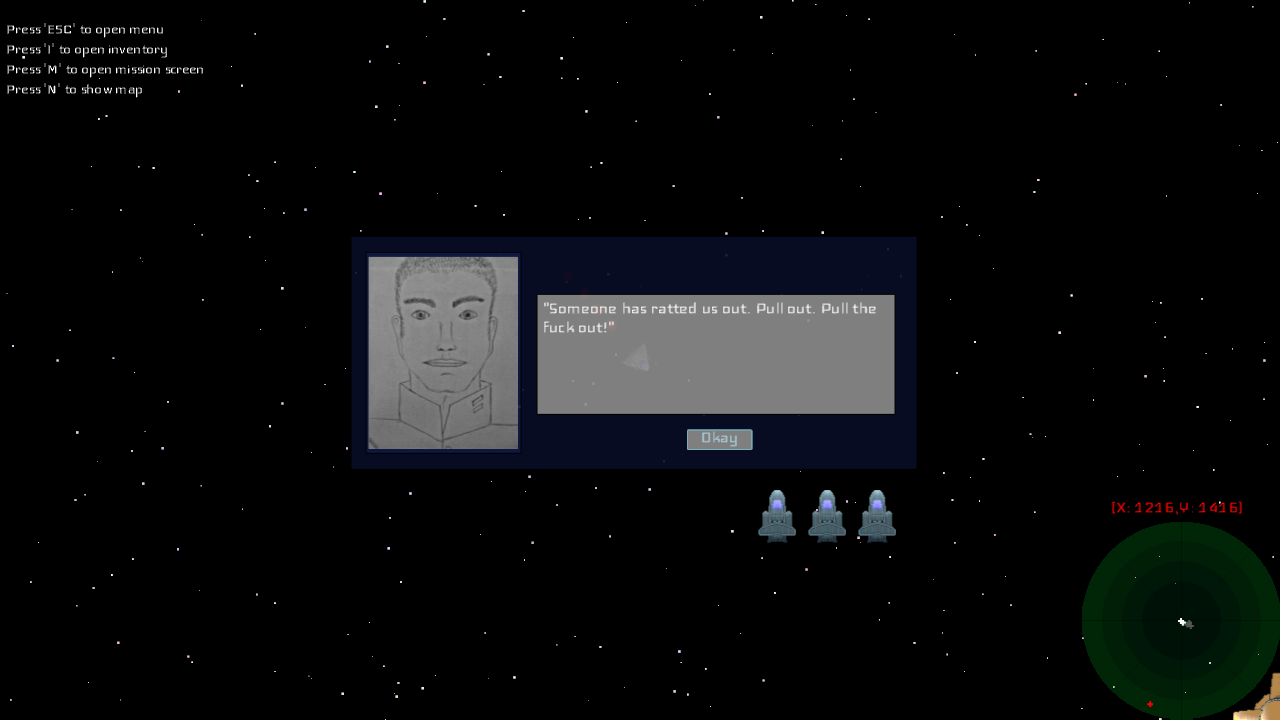 Press 'ESC' to open menu
Press 'I' to open inventory
Press 'M' to open mission screen
Press 'N' to show map
"Someone has ratted us out. Pull out. Pull the
Fuck out!"
Okay
[X: 1216,Y: 1416]